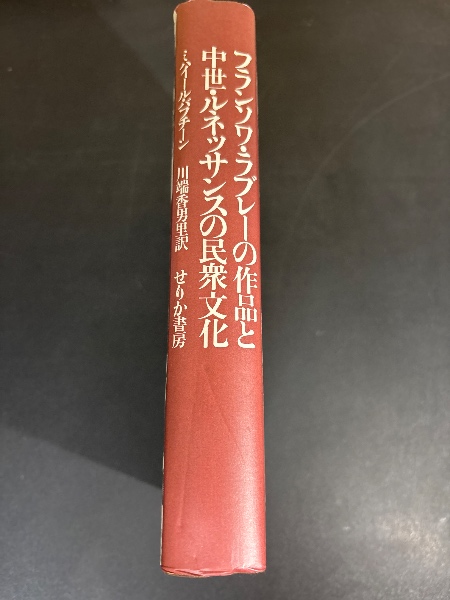 フランソワ・ラブレーの作品と
中世・ルネッサンスの民衆文化
ミハイール・バフチーン 川端香男里訳 せりか書房